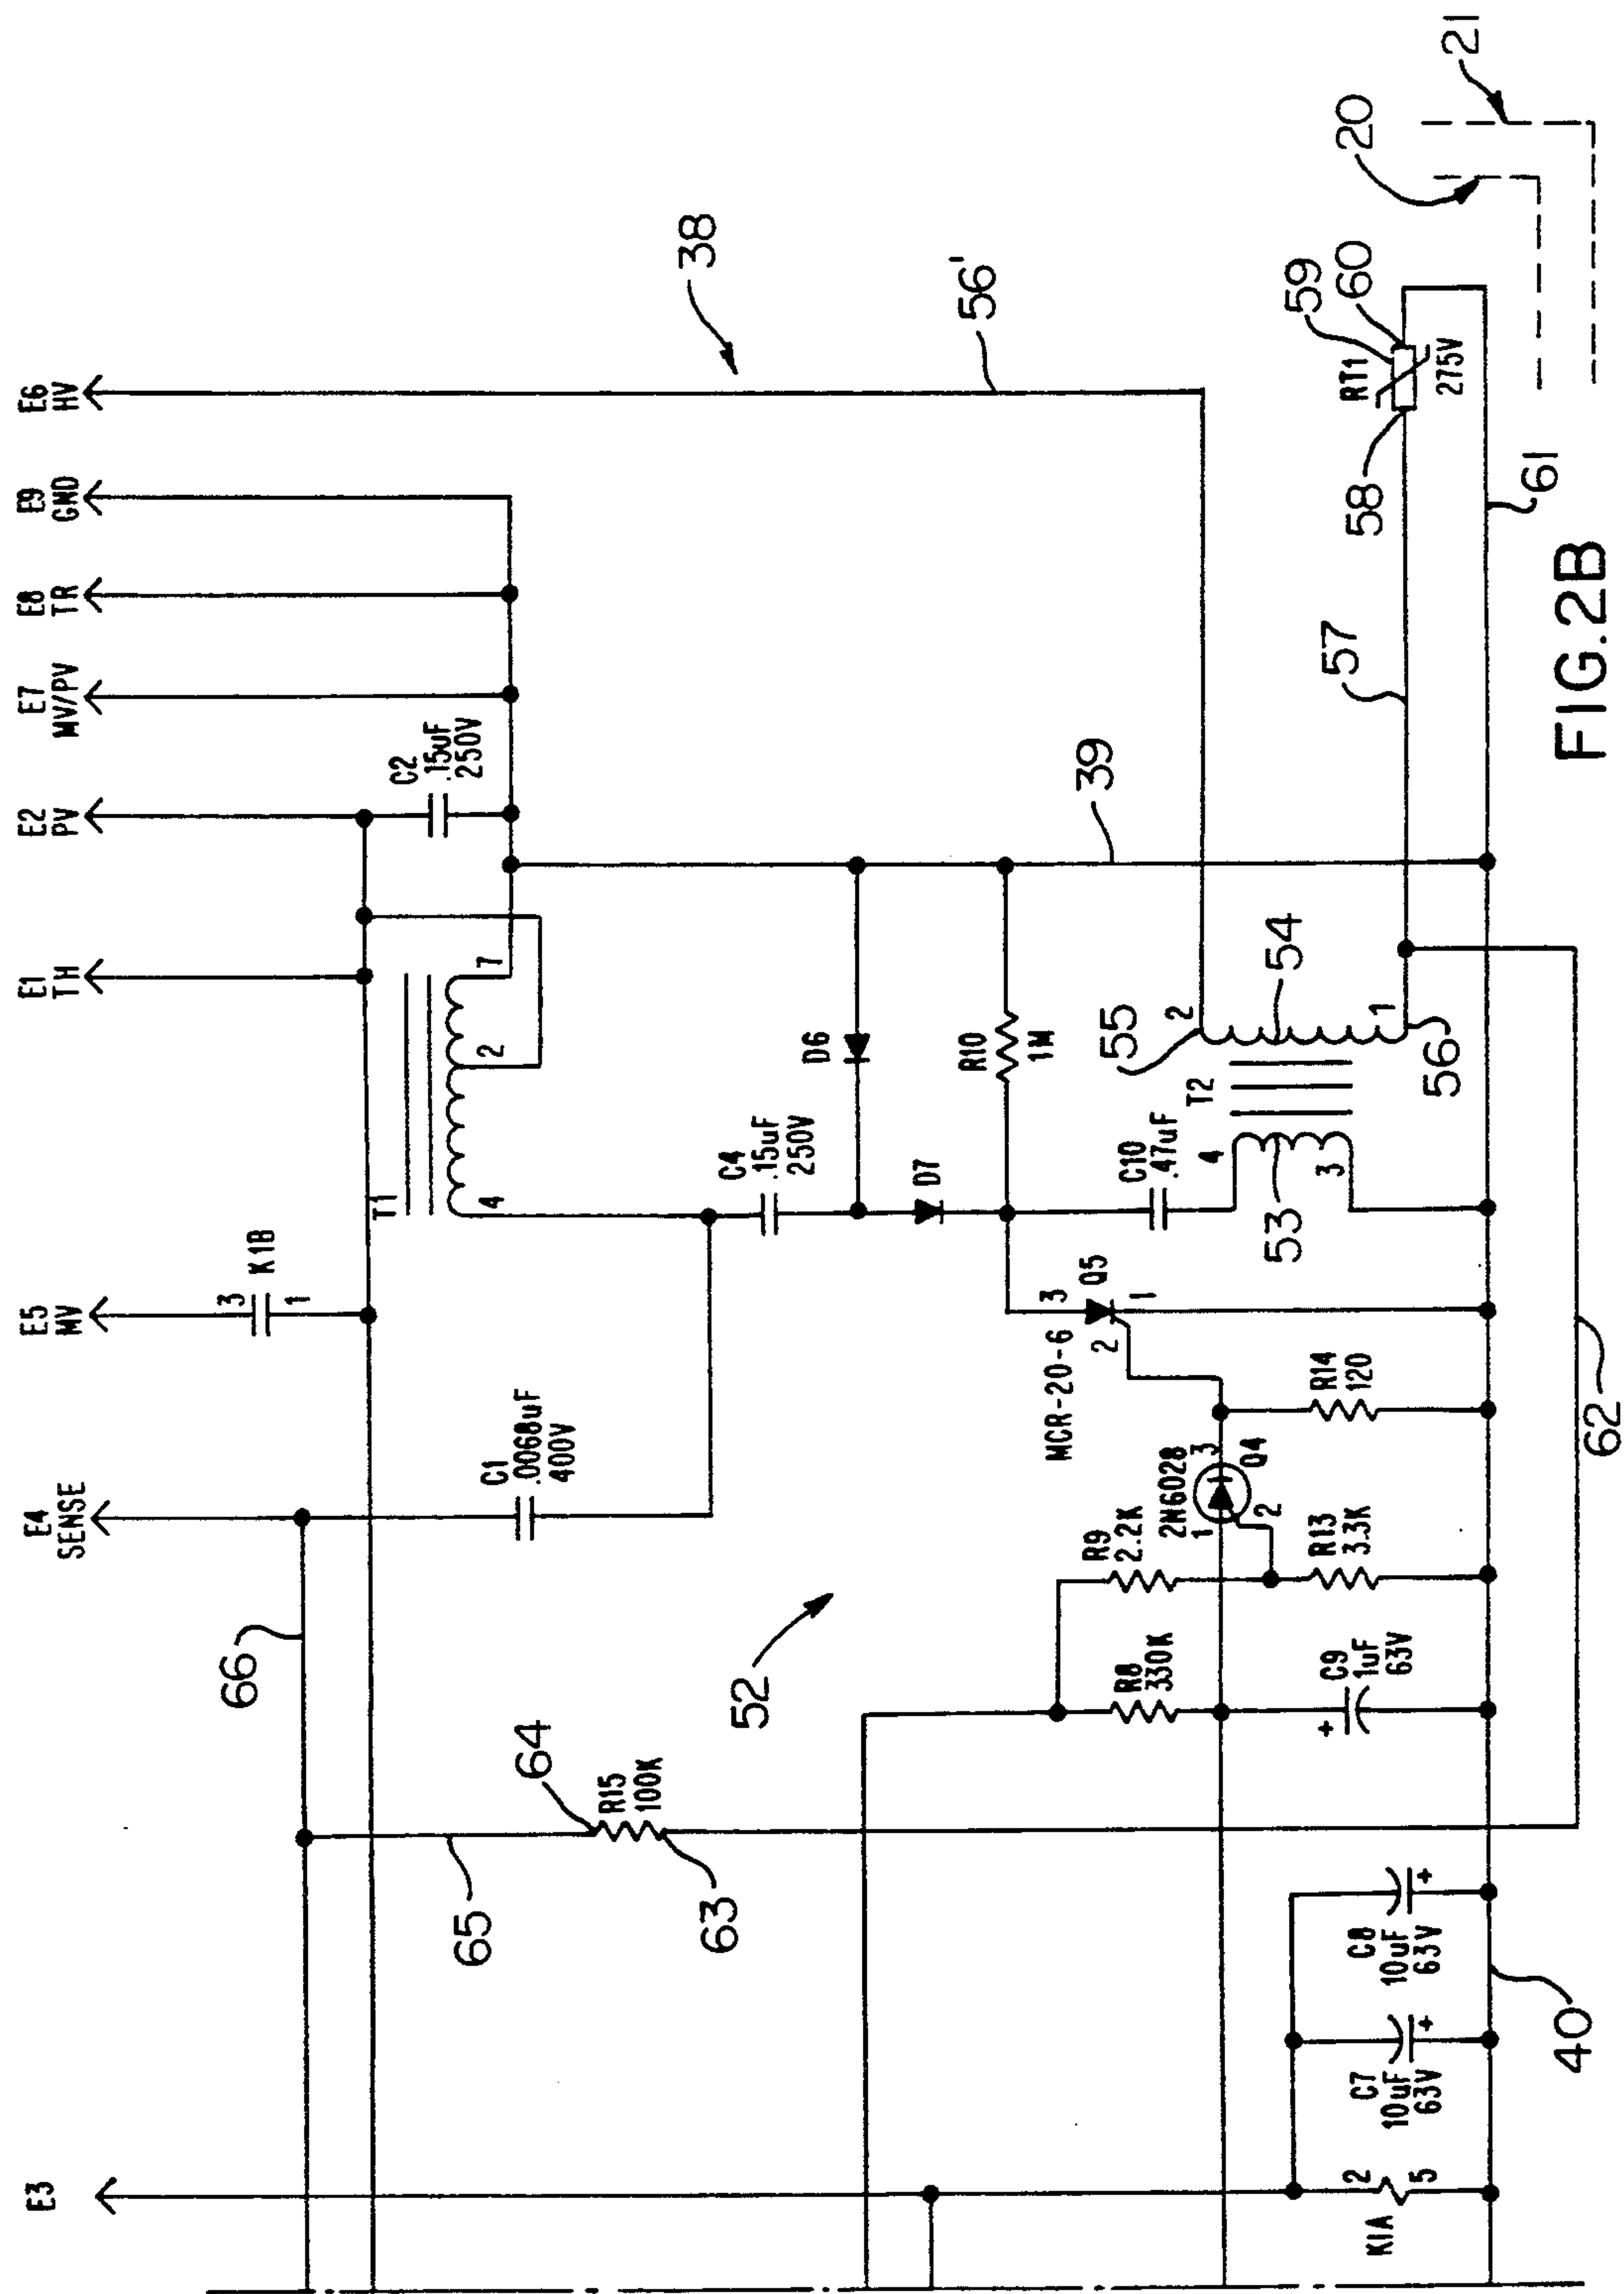 E3
E4
SENSE
E5
MV
E1
TH
E2
PV
E7
MV/PV
E8
TR
E9
GND
E6
HV
66
3
K1B
1
T1
4
2
7
C2
.15uF
250V
38
64
R15
100K
65
63
C1
.0068uF
400V
52
C4
.15uF
250V
D6
39
56'
D7
R10
1M
MCR-20-6
3
Q5
2
1
R8
330K
R9
2.2K
2N6028
1
3
2
Q4
C10
.47uF
T2
4
3
53
55
2
54
1
56
K1A
2
5
C7
10uF
63V
+
C8
10uF
63V
+
+
C9
1uF
63V
R13
3.3K
R14
120
57
58
RT1
275V
59
60
20
21
40
62
61
FIG.2B